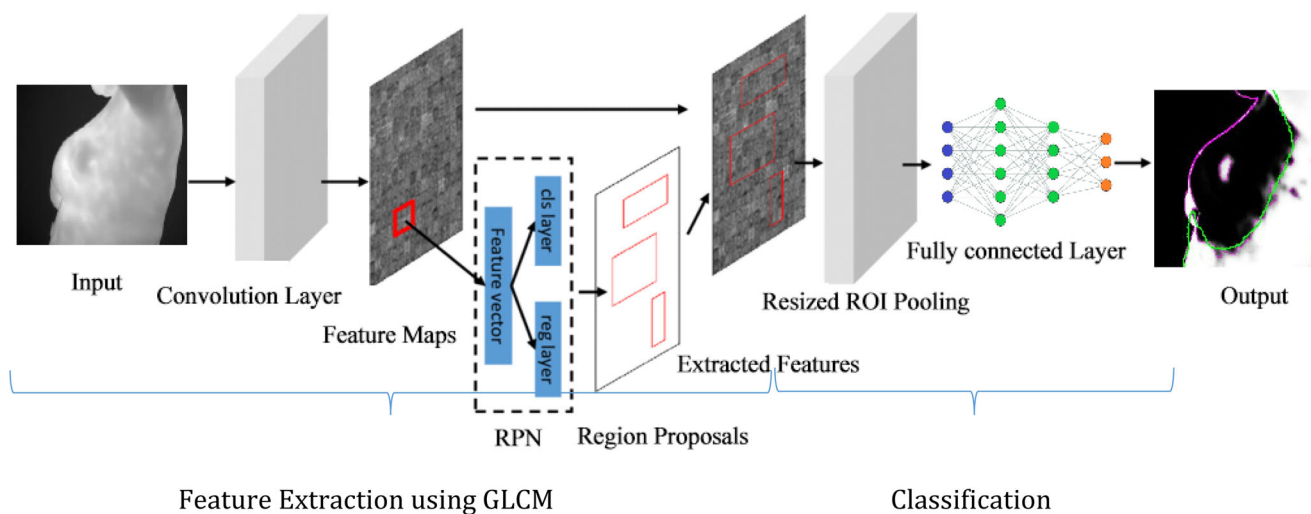 Input
Convolution Layer
Feature Maps
Feature vector
cls layer
reg layer
RPN
Region Proposals
Extracted Features
Resized ROI Pooling
Fully connected Layer
Output
Feature Extraction using GLCM
Classification